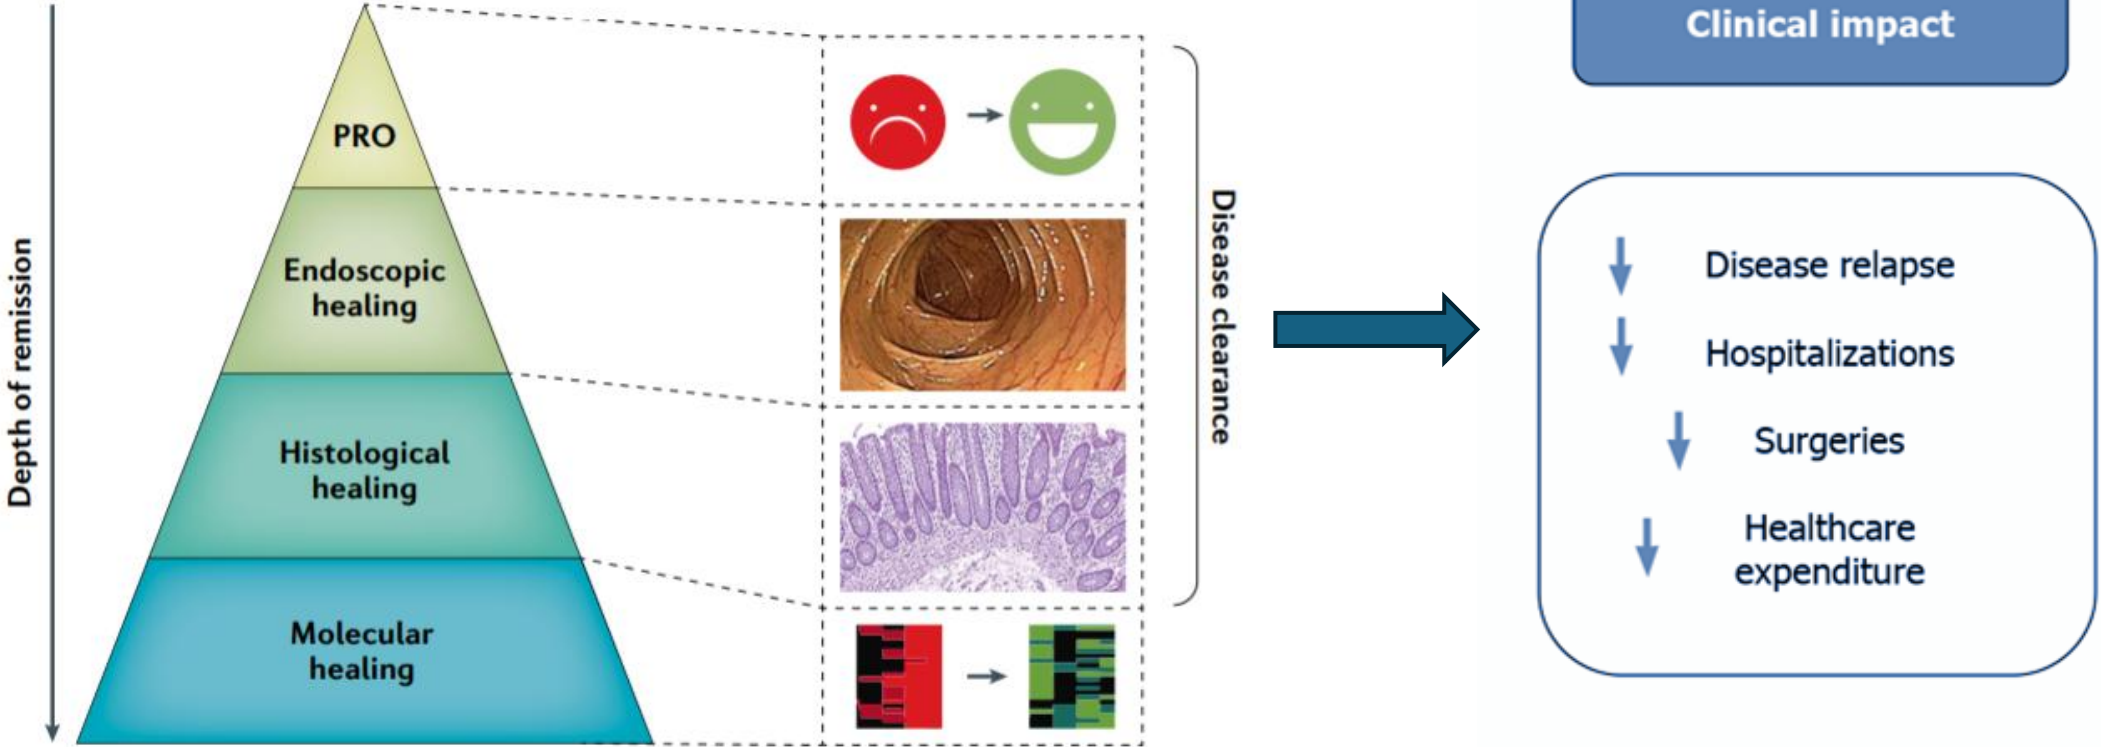 Depth of remission
PRO
Endoscopic
healing
Histological
healing
Molecular
healing
Disease clearance
Clinical impact
Disease relapse
Hospitalizations
Surgeries
Healthcare
expenditure